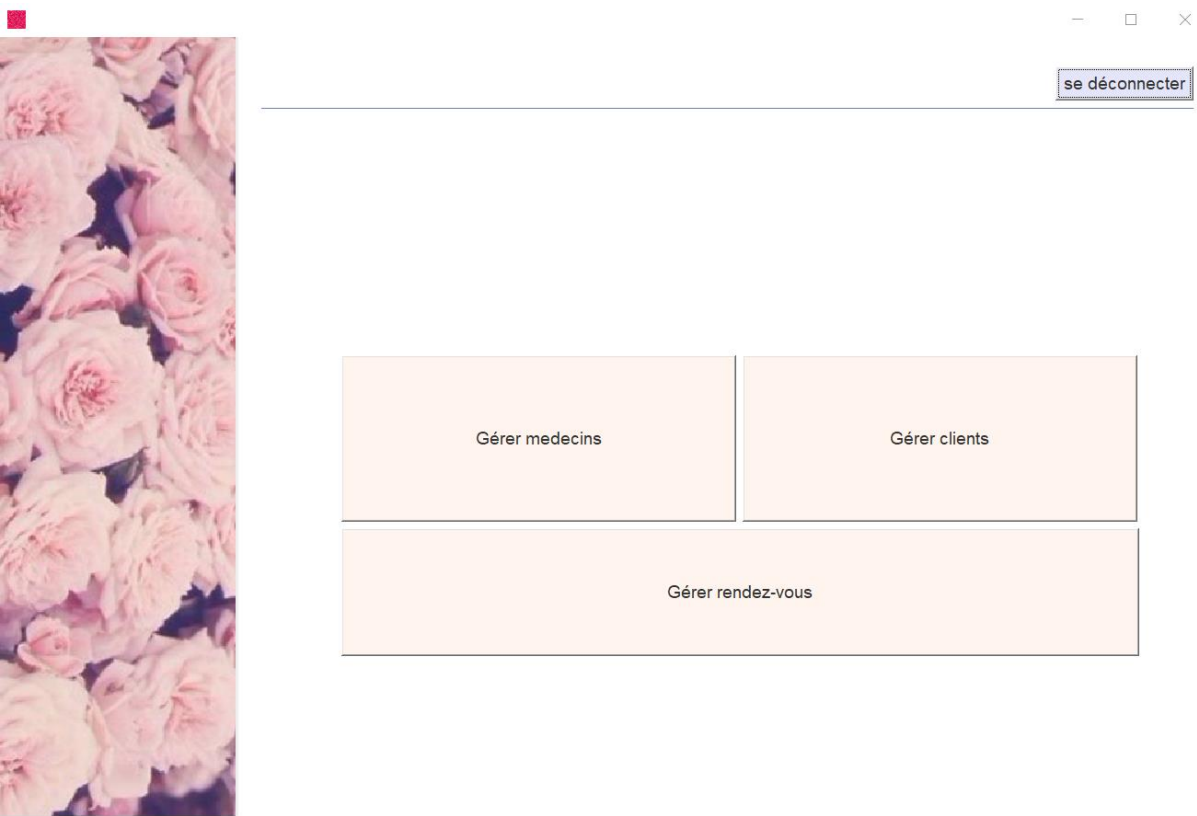 se déconnecter
Gérer medecins
Gérer clients
Gérer rendez-vous